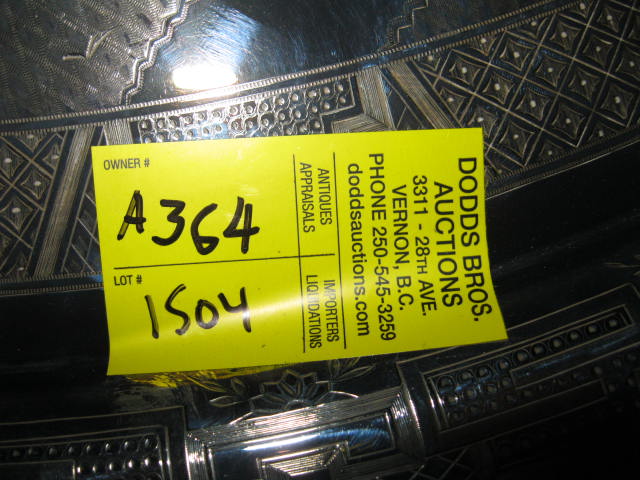 OWNER #
A364
LOT #
1504
ANTIQUES
APPRAISALS
IMPORTERS
LIQUIDATIONS
DODDS BROS.
AUCTIONS
3311 - 28TH AVE.
VERNON, B.C.
PHONE 250-545-3259
doddsauctions.com